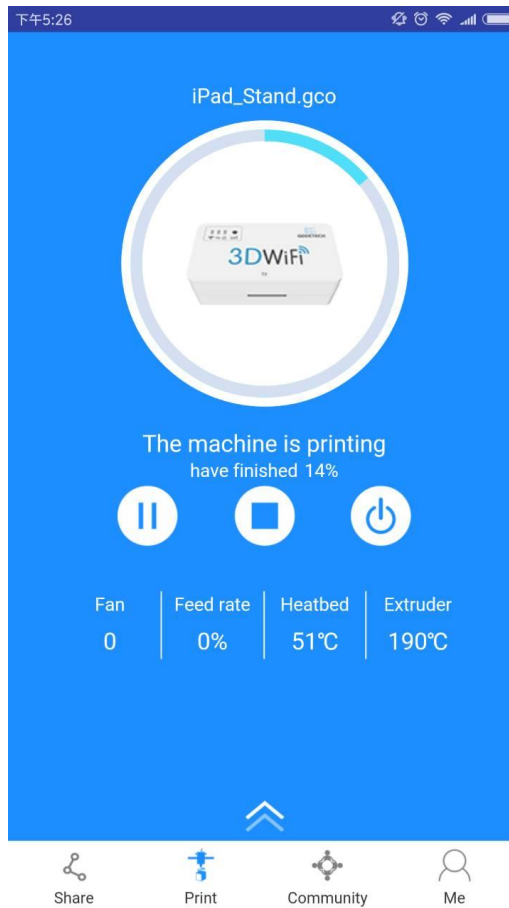 下午5:26
iPad_Stand.gco
GEEETECH
3DWiFi
The machine is printing
have finished 14%
Fan
Feed rate
Heatbed
Extruder
0
0%
51℃
190℃
Share
Print
Community
Me